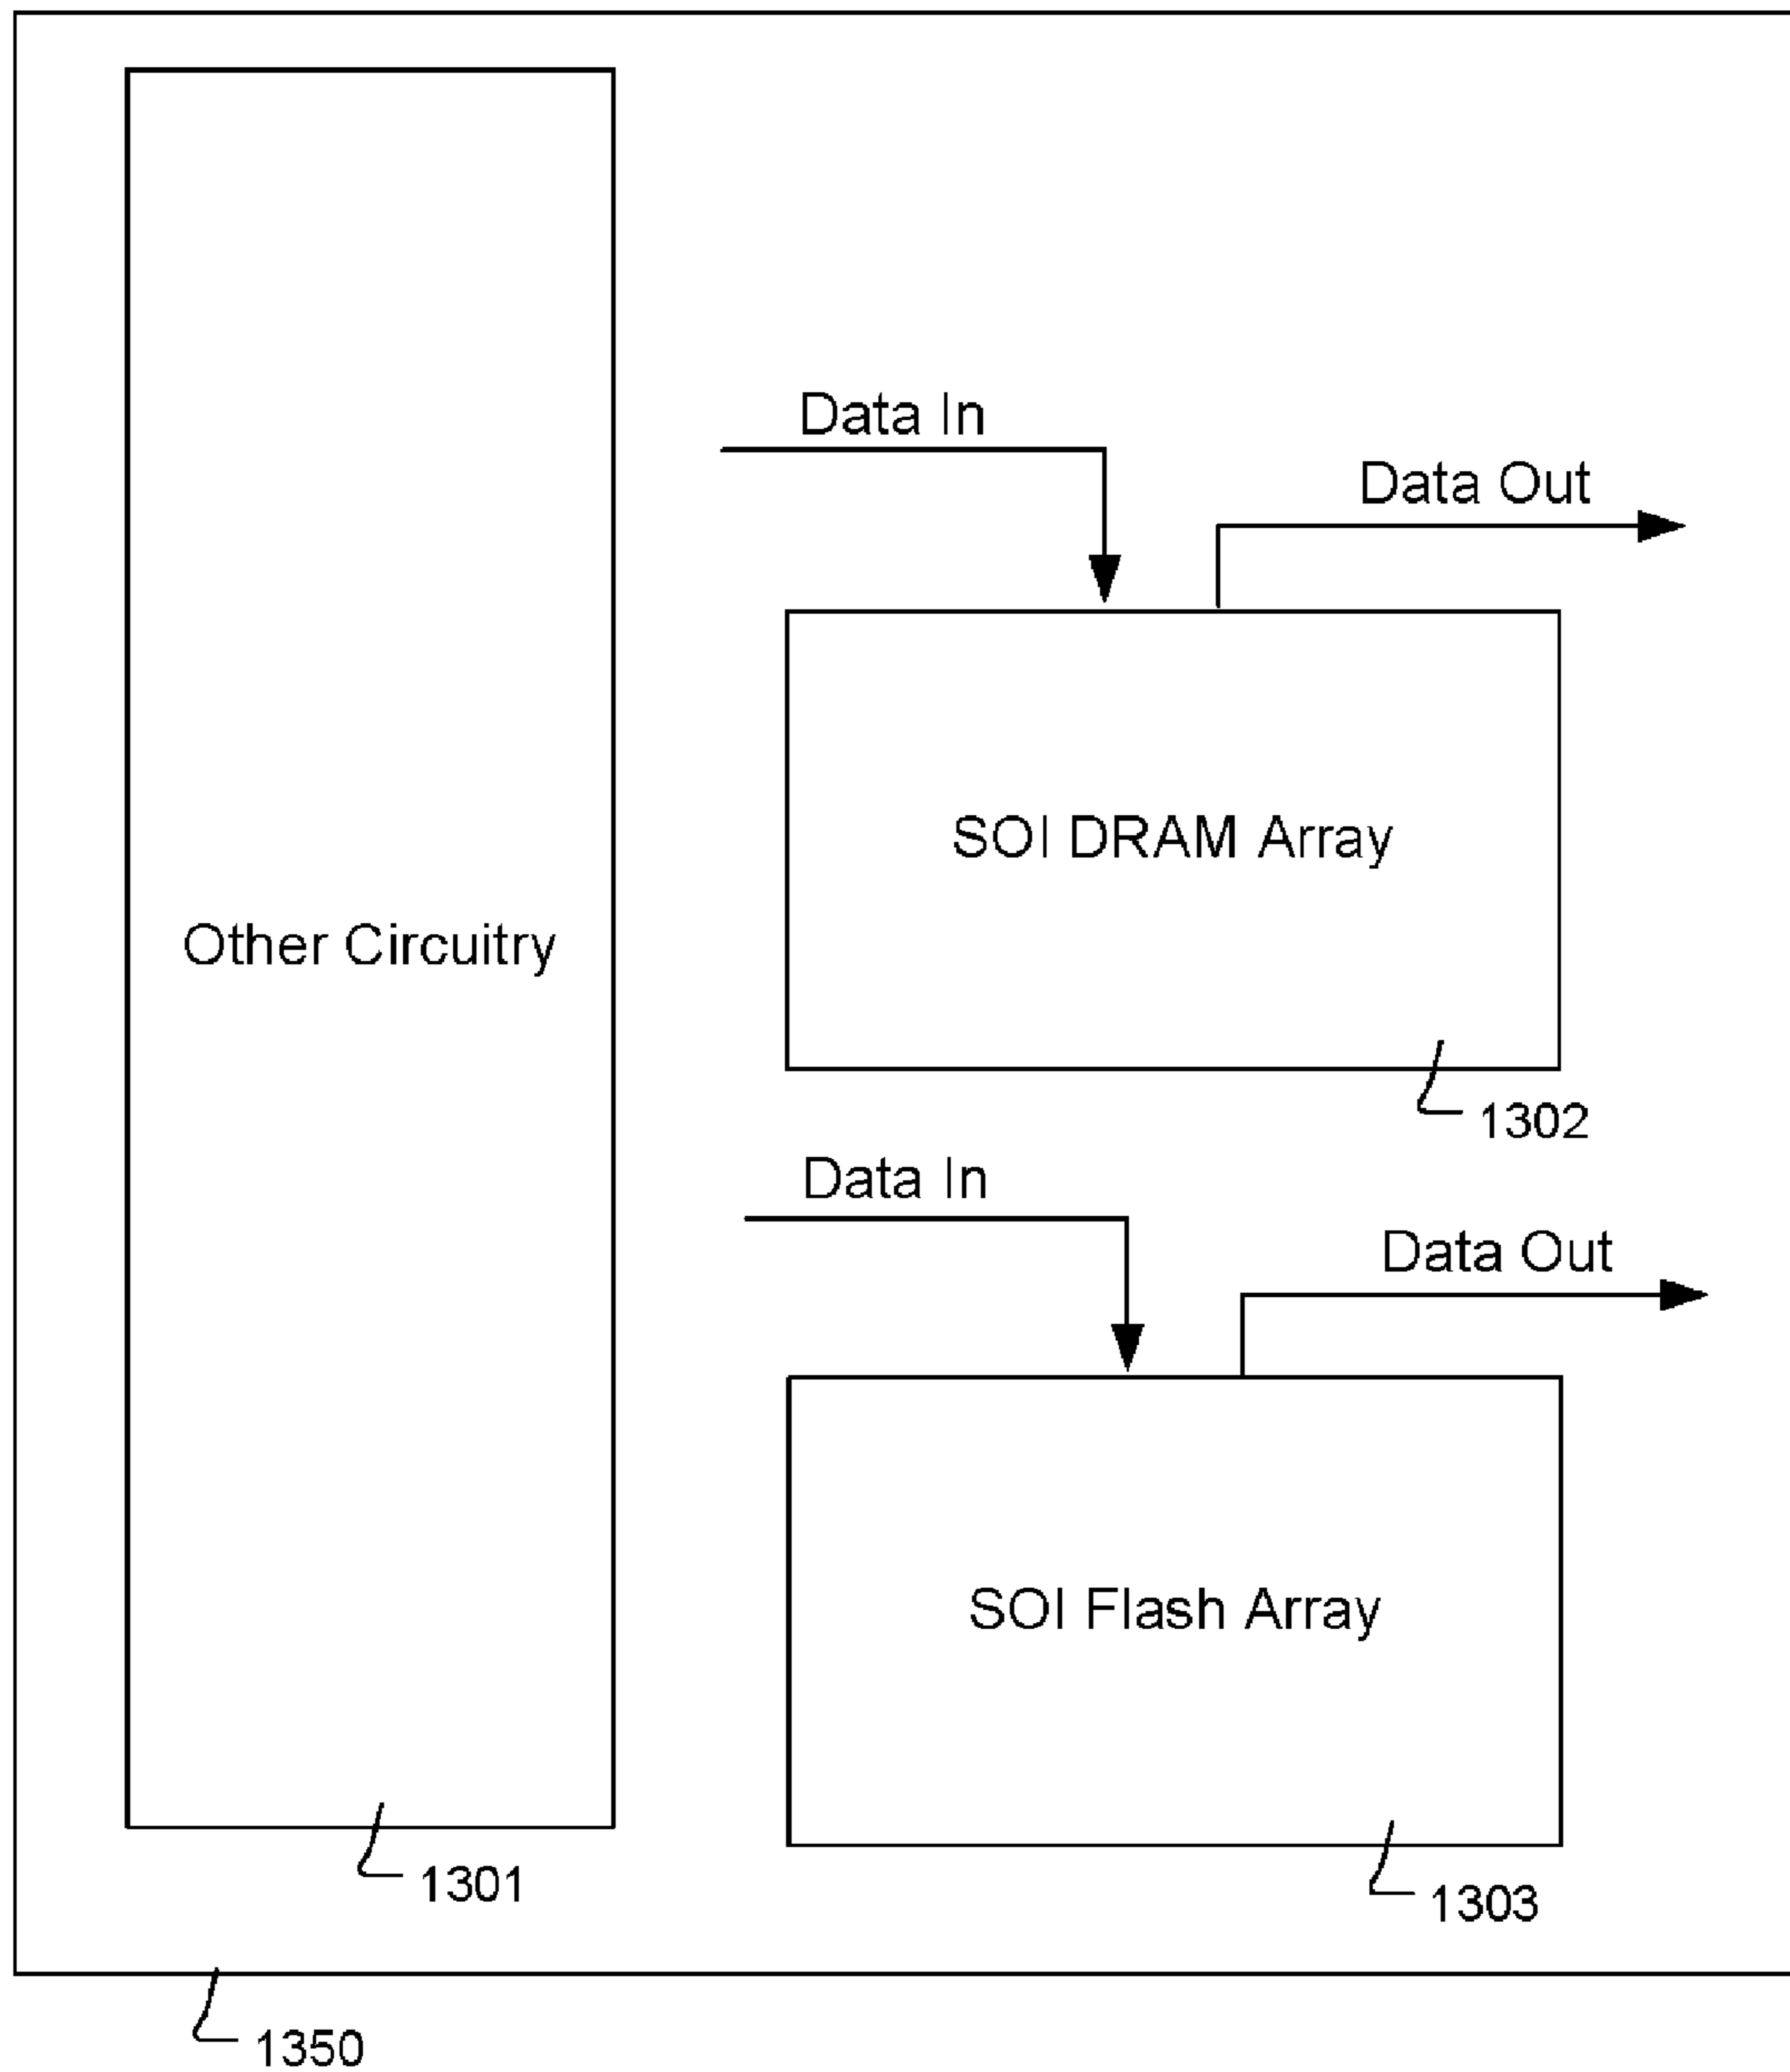 Data In
Data Out
SOI DRAM Array
Other Circuitry
1302
Data In
Data Out
SOI Flash Array
1301
1303
1350